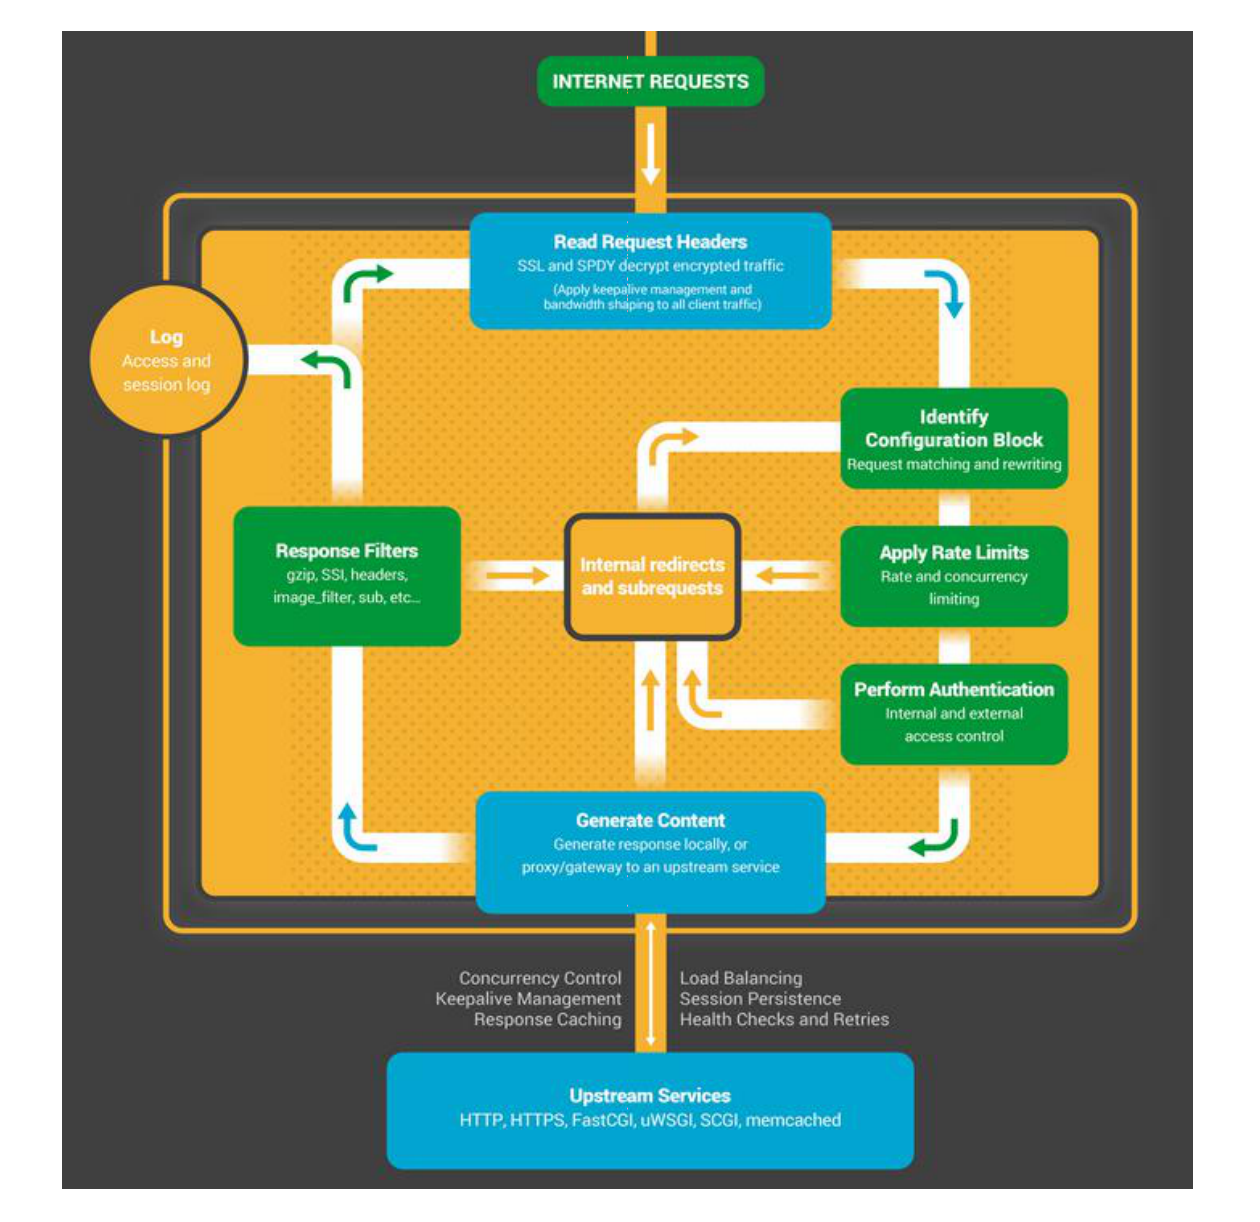 INTERNET REQUESTS
Read Request Headers
SSL and SPDY decrypt encrypted traffic
(Apply keepalive management and
bandwidth shaping to all client traffic)
Log
Access and
session log
Identify
Configuration Block
Request matching and rewriting
Response Filters
gzip, SSI, headers,
image_filter, sub, etc...
Internal redirects
and subrequests
Apply Rate Limits
Rate and concurrency
limiting
Perform Authentication
Internal and external
access control
Generate Content
Generate response locally, or
proxy/gateway to an upstream service
Concurrency Control
Keepalive Management
Response Caching
Load Balancing
Session Persistence
Health Checks and Retries
Upstream Services
HTTP, HTTPS, FastCGI, uWSGI, SCGI, memcached